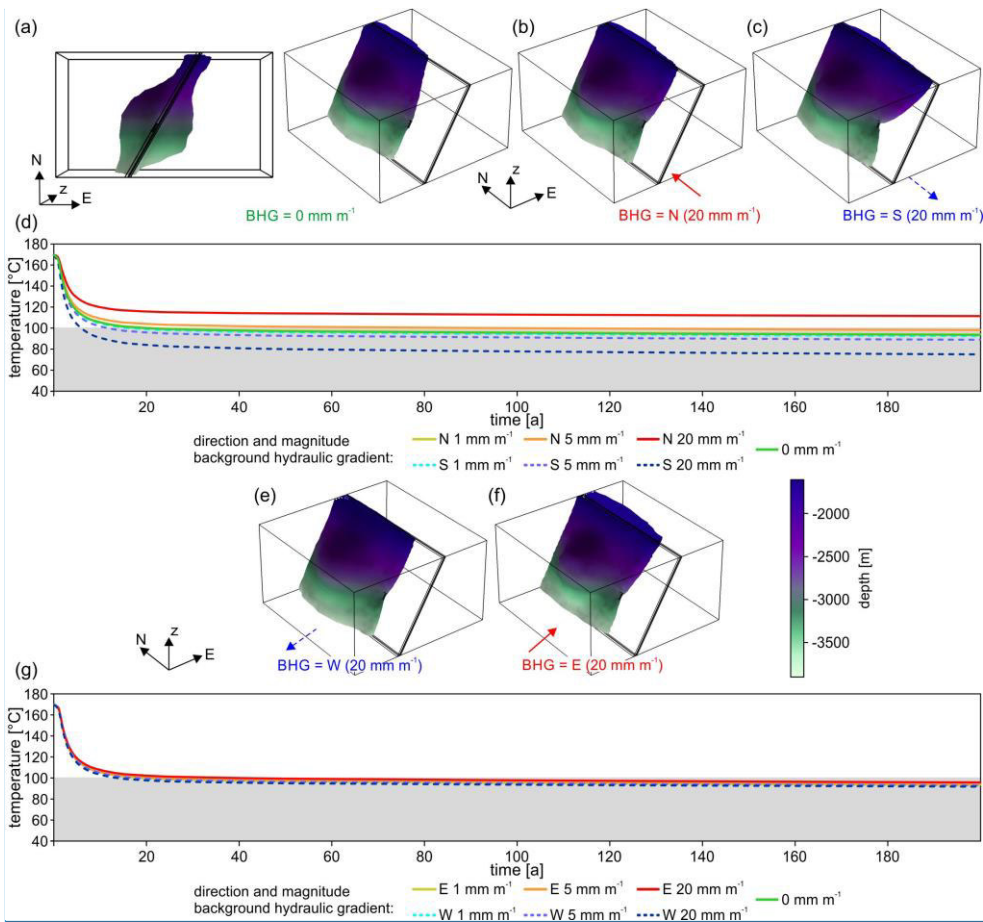 (a)
(b)
(c)
N
z
E
N
z
E
BHG = 0 mm m⁻¹
BHG = N (20 mm m⁻¹)
BHG = S (20 mm m⁻¹)
(d)
temperature [°C]
180
160
140
120
100
80
60
40
20 40 60 80 100 120 140 160 180
time [a]
direction and magnitude
background hydraulic gradient:
N 1 mm m⁻¹ N 5 mm m⁻¹ N 20 mm m⁻¹ 0 mm m⁻¹
S 1 mm m⁻¹ S 5 mm m⁻¹ S 20 mm m⁻¹
(e)
(f)
-2000
-2500
-3000
-3500
depth [m]
N
z
E
BHG = W (20 mm m⁻¹)
BHG = E (20 mm m⁻¹)
(g)
temperature [°C]
180
160
140
120
100
80
60
40
20 40 60 80 100 120 140 160 180
time [a]
direction and magnitude
background hydraulic gradient:
E 1 mm m⁻¹ E 5 mm m⁻¹ E 20 mm m⁻¹ 0 mm m⁻¹
W 1 mm m⁻¹ W 5 mm m⁻¹ W 20 mm m⁻¹